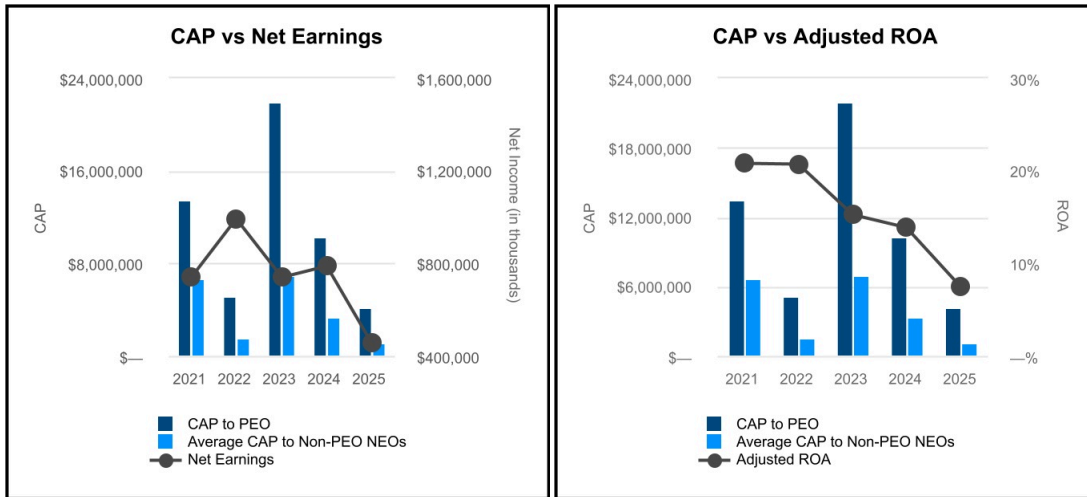 CAP vs Net Earnings
$24,000,000
$16,000,000
$8,000,000
$—
CAP
$1,600,000
$1,200,000
$800,000
$400,000
Net Income (in thousands)
2021 2022 2023 2024 2025
CAP to PEO
Average CAP to Non-PEO NEOs
Net Earnings
CAP vs Adjusted ROA
$24,000,000
$18,000,000
$12,000,000
$6,000,000
$—
CAP
30%
20%
10%
—%
ROA
2021 2022 2023 2024 2025
CAP to PEO
Average CAP to Non-PEO NEOs
Adjusted ROA